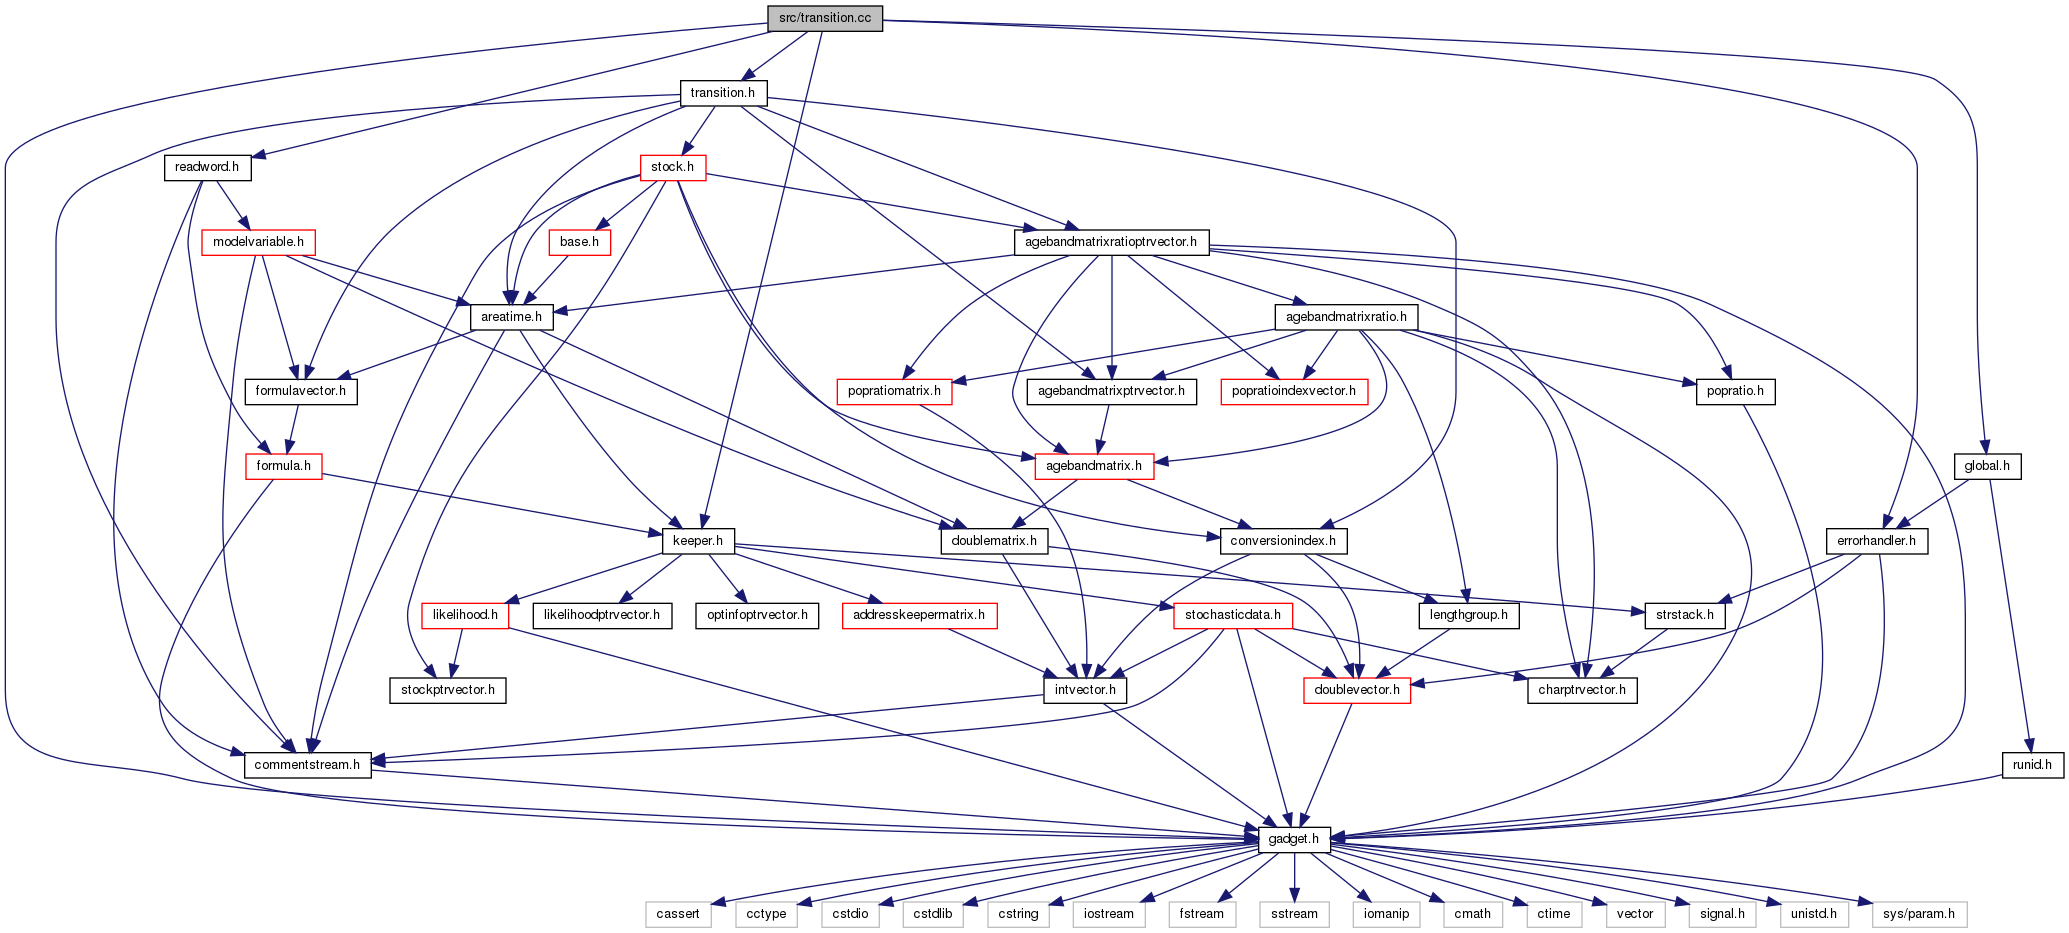 src/transition.cc
transition.h
readword.h
stock.h
modelvariable.h
base.h
agebandmatrixratioptrvector.h
areatime.h
agebandmatrixratio.h
formulavector.h
popratiomatrix.h
agebandmatrixptrvector.h
popratioindexvector.h
popratio.h
formula.h
agebandmatrix.h
global.h
keeper.h
doublematrix.h
conversionindex.h
errorhandler.h
likelihood.h
likelihoodptrvector.h
optinfoptrvector.h
addresskeepermatrix.h
stochasticdata.h
lengthgroup.h
strstack.h
stockptrvector.h
intvector.h
doublevector.h
charptrvector.h
commentstream.h
runid.h
gadget.h
cassert
cctype
cstdio
cstdlib
cstring
iostream
fstream
sstream
iomanip
cmath
ctime
vector
signal.h
unistd.h
sys/param.h